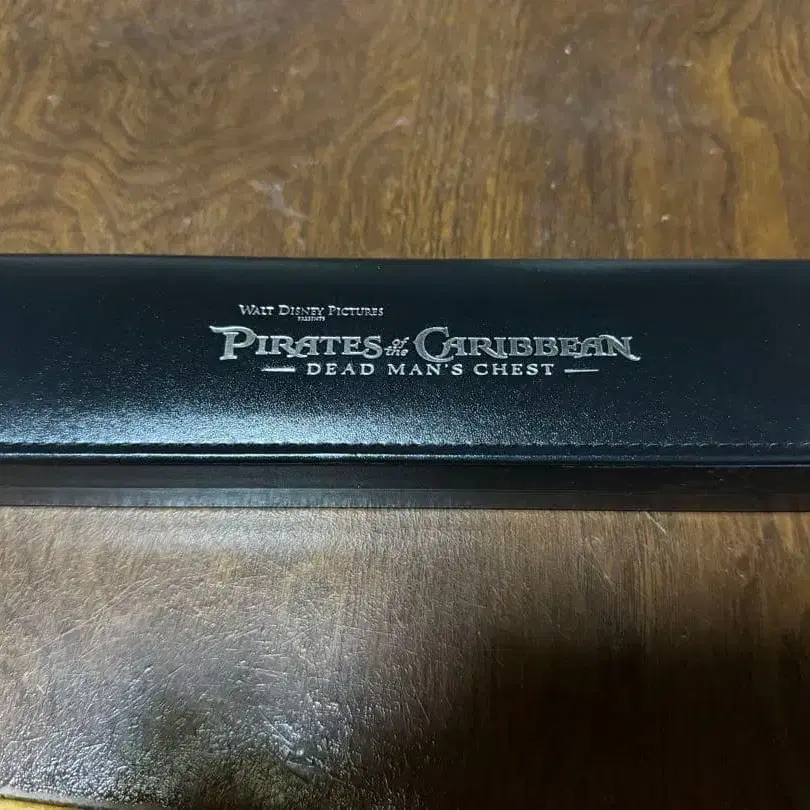 WALT DISNEY PICTURES
PRESENTS
PIRATES of the CARIBBEAN
DEAD MAN'S CHEST